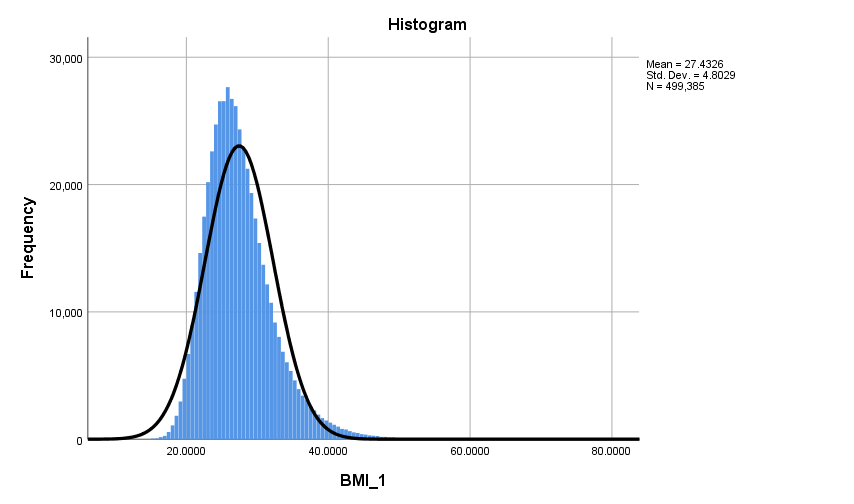 Histogram
30,000
20,000
10,000
0
Frequency
20.0000
40.0000
60.0000
80.0000
BMI_1
Mean = 27.4326
Std. Dev. = 4.8029
N = 499,385